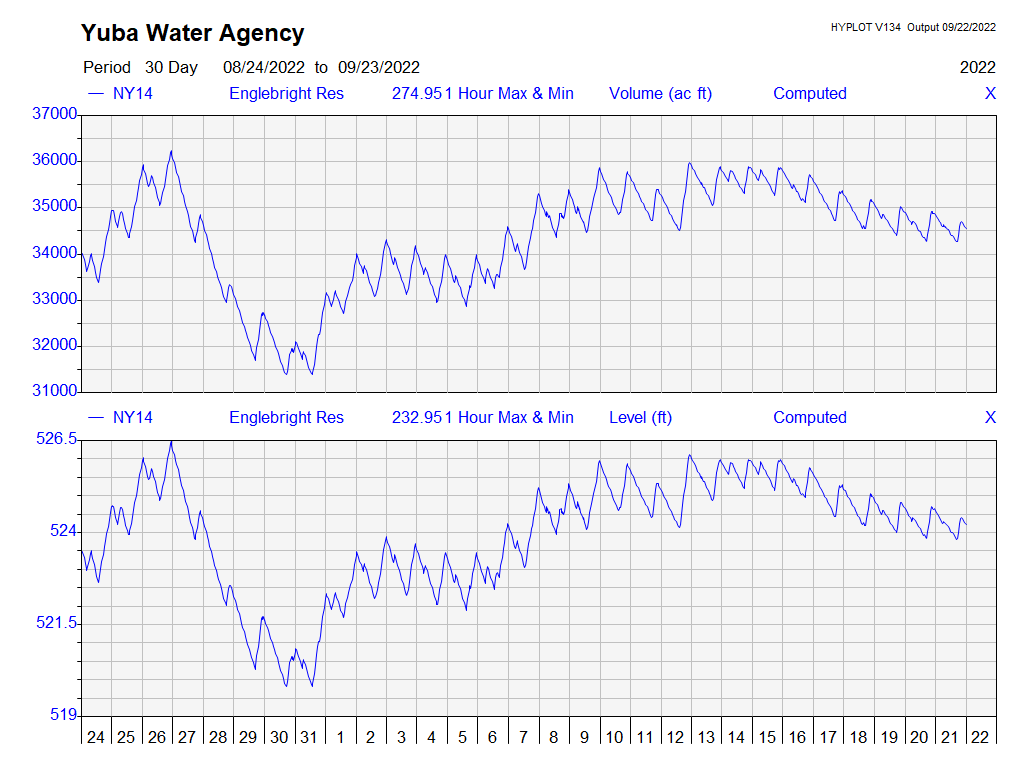 Yuba Water Agency
HYPLOT V134 Output 09/22/2022
Period 30 Day 08/24/2022 to 09/23/2022 2022
NY14 Englebright Res 274.951 Hour Max & Min Volume (ac ft) Computed X
37000
36000
35000
34000
33000
32000
31000
NY14 Englebright Res 232.951 Hour Max & Min Level (ft) Computed X
526.5
524
521.5
519
24 25 26 27 28 29 30 31 1 2 3 4 5 6 7 8 9 10 11 12 13 14 15 16 17 18 19 20 21 22